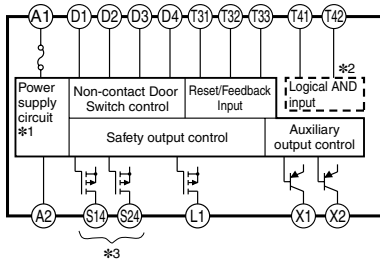 A1 D1 D2 D3 D4 T31 T32 T33 T41 T42
*2
Power supply circuit *1
Non-contact Door Switch control
Reset/Feedback Input
Logical AND input
Safety output control
Auxiliary output control
A2 S14 S24 L1 X1 X2
*3